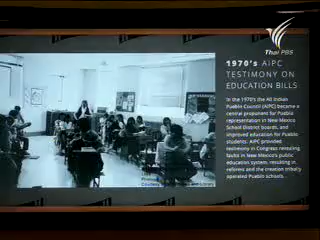 Thai PBS
1970's AIPC
TESTIMONY ON
EDUCATION BILLS
In the 1970's the All Indian
Pueblo Council (AIPC) became a
central proponent for Pueblo
representation in New Mexico
School District boards, and
improved education for Pueblo
students. AIPC provided
testimony in Congress revealing
faults in New Mexico's public
education system, resulting in
reforms and the creation tribally
operated Pueblo schools.
Courtesy
Library